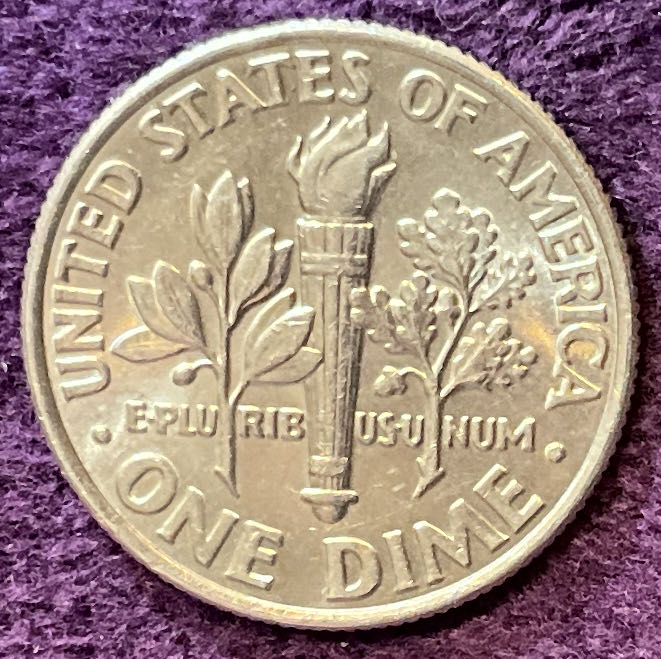 UNITED STATES OF AMERICA
E·PLU RIB US·U NUM
· ONE DIME ·